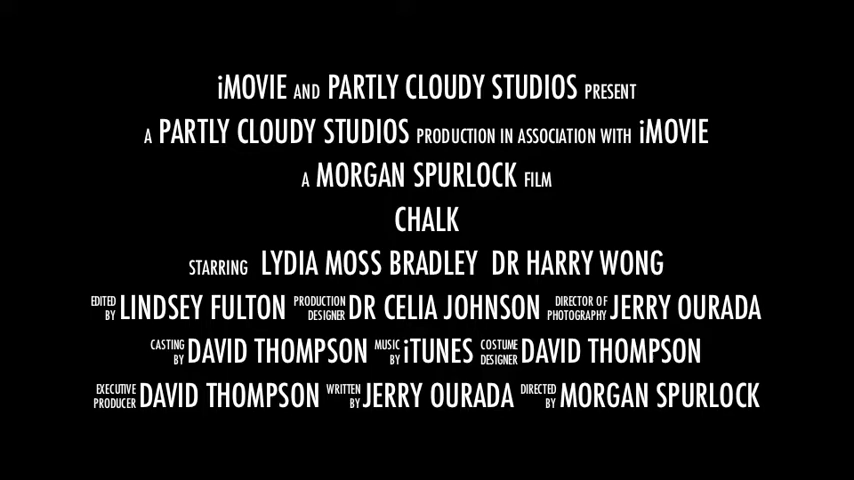 iMOVIE AND PARTLY CLOUDY STUDIOS PRESENT
A PARTLY CLOUDY STUDIOS PRODUCTION IN ASSOCIATION WITH iMOVIE
A MORGAN SPURLOCK FILM
CHALK
STARRING LYDIA MOSS BRADLEY DR HARRY WONG
EDITED BY LINDSEY FULTON PRODUCTION DESIGNER DR CELIA JOHNSON DIRECTOR OF PHOTOGRAPHY JERRY OURADA
CASTING BY DAVID THOMPSON MUSIC BY iTUNES COSTUME DESIGNER DAVID THOMPSON
EXECUTIVE PRODUCER DAVID THOMPSON WRITTEN BY JERRY OURADA DIRECTED BY MORGAN SPURLOCK